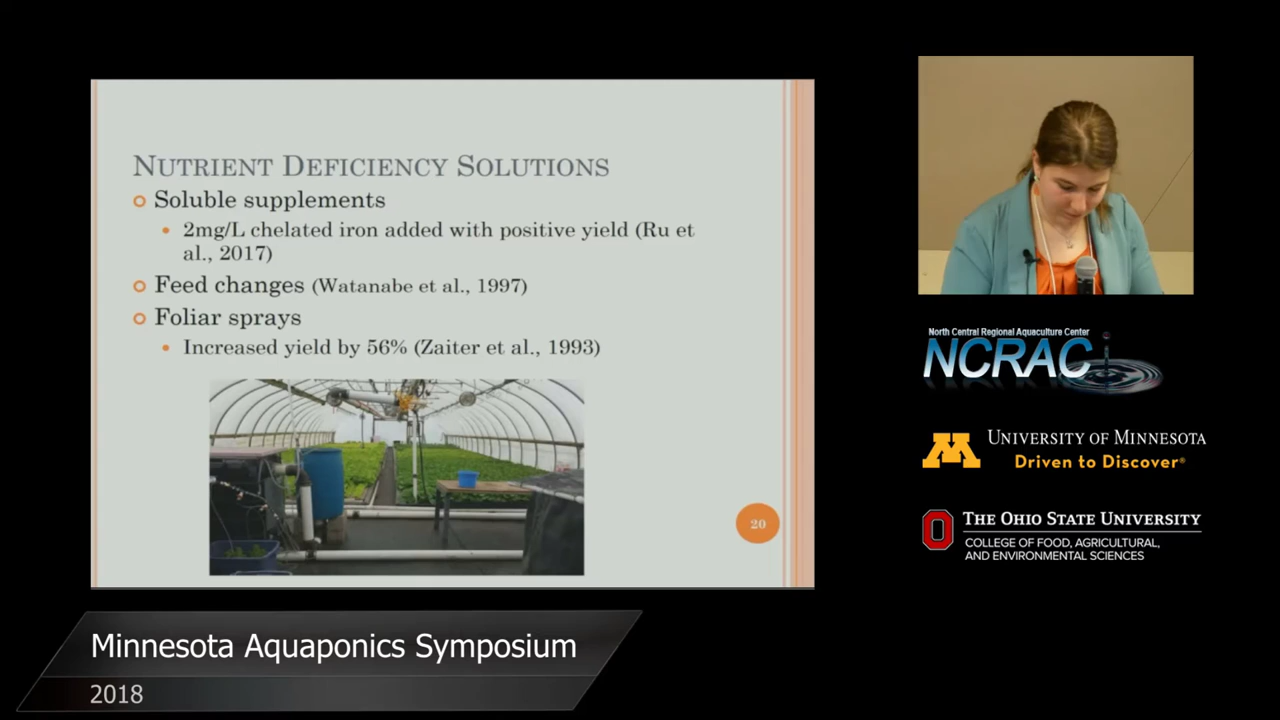 NUTRIENT DEFICIENCY SOLUTIONS
Soluble supplements
2mg/L chelated iron added with positive yield (Ru et
al., 2017)
Feed changes (Watanabe et al., 1997)
Foliar sprays
Increased yield by 56% (Zaiter et al., 1993)
20
North Central Regional Aquaculture Center
NCRAC
M
UNIVERSITY OF MINNESOTA
Driven to Discover®
O
THE OHIO STATE UNIVERSITY
COLLEGE OF FOOD, AGRICULTURAL,
AND ENVIRONMENTAL SCIENCES
Minnesota Aquaponics Symposium
2018